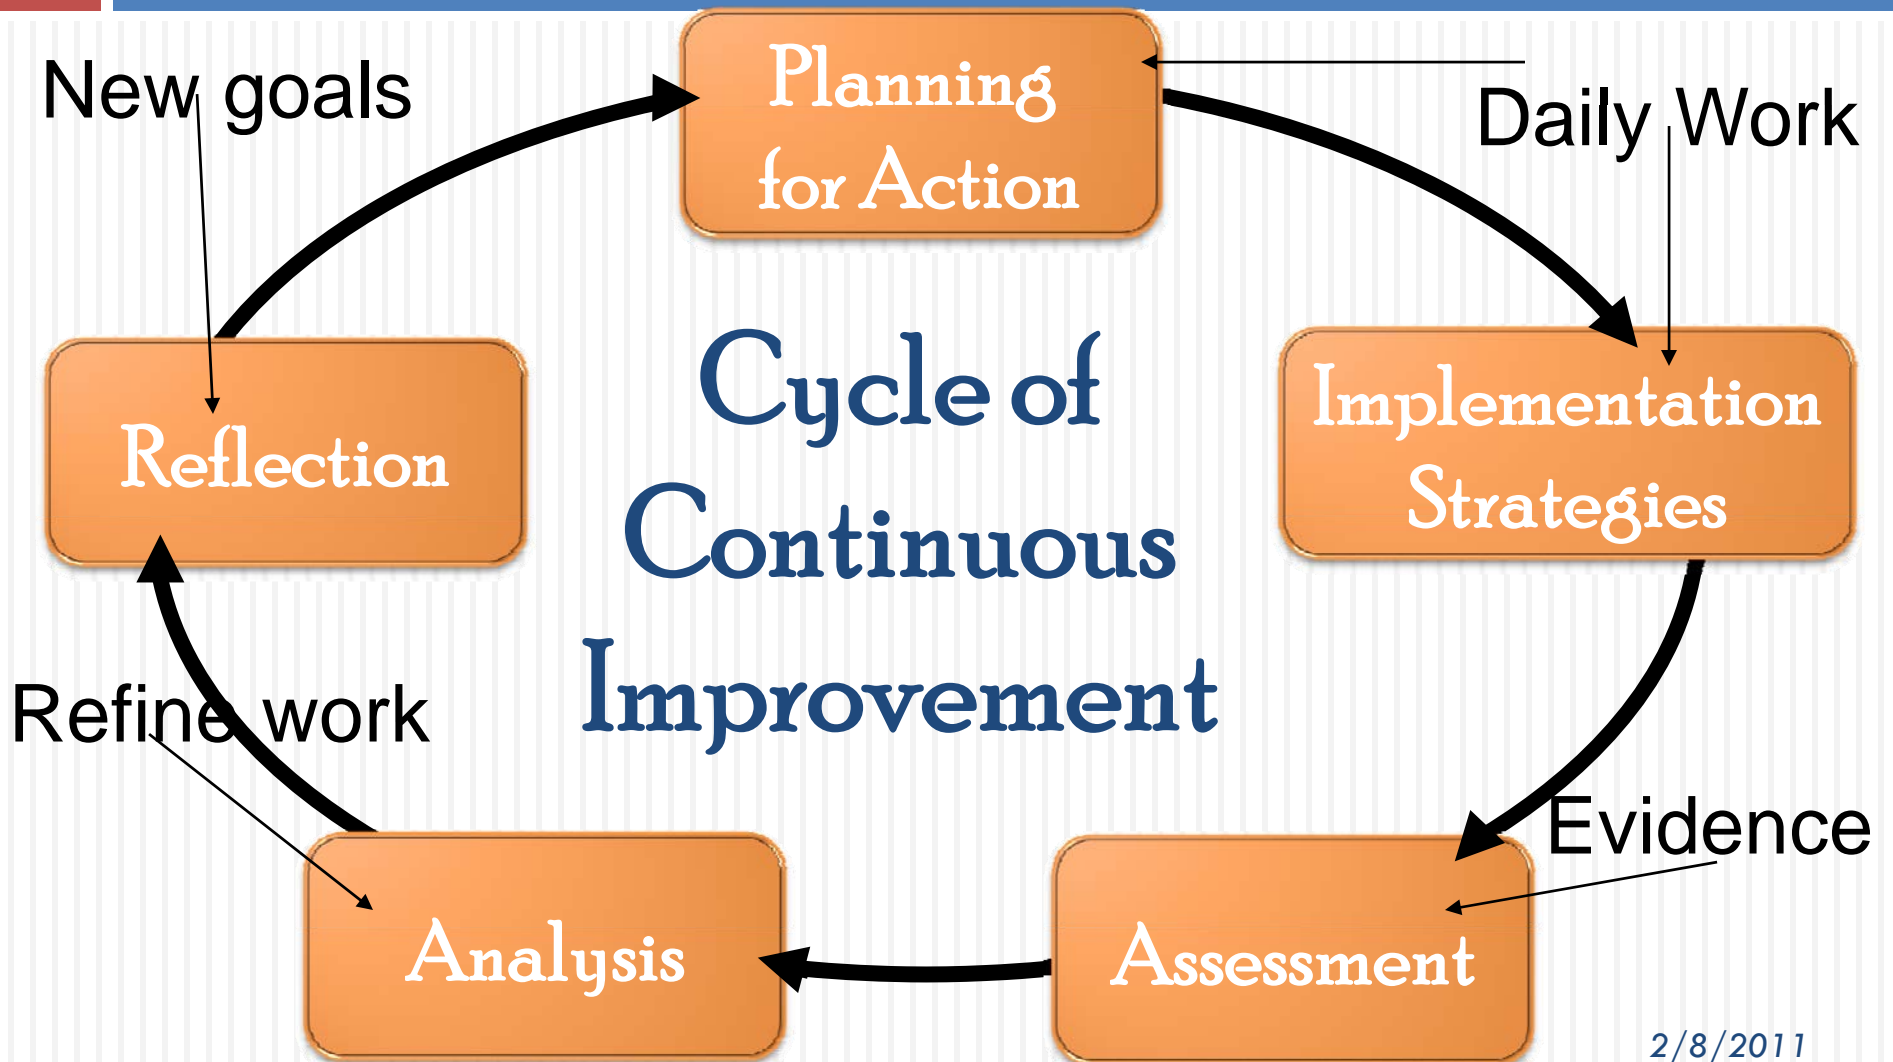 New goals
Planning
for Action
Daily Work
Reflection
Cycle of
Continuous
Improvement
Implementation
Strategies
Refine work
Evidence
Analysis
Assessment
2/8/2011